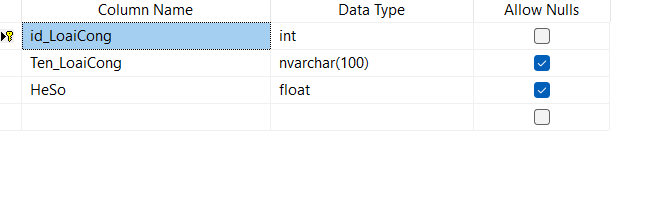 Column Name Data Type Allow Nulls
id_LoaiCong int
Ten_LoaiCong nvarchar(100)
HeSo float